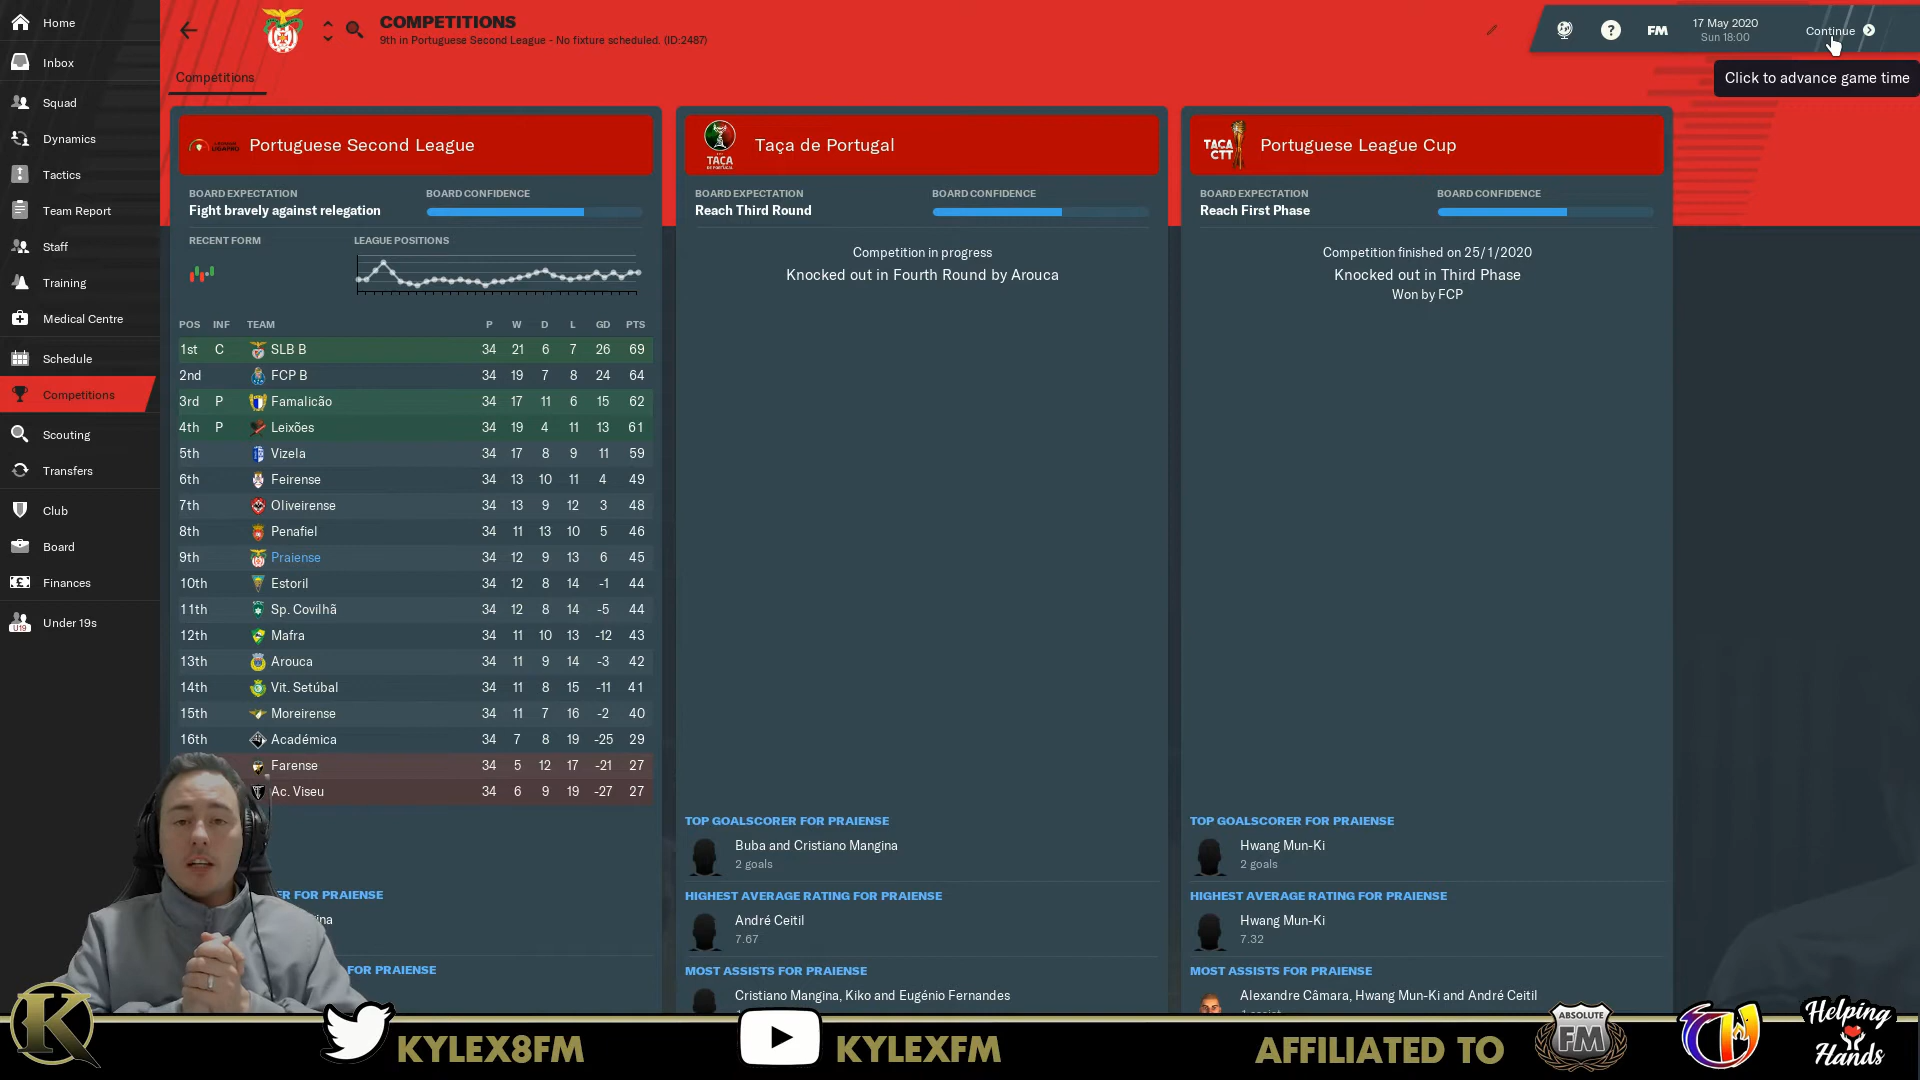 Home
Inbox
Squad
Dynamics
Tactics
Team Report
Staff
Training
Medical Centre
Schedule
Competitions
Scouting
Transfers
Club
Board
Finances
U19 Under 19s
COMPETITIONS
9th in Portuguese Second League - No fixture scheduled. (ID:2487)
Competitions
? FM 17 May 2020 Continue
Sun 18:00
Click to advance game time
Portuguese Second League
BOARD EXPECTATION BOARD CONFIDENCE
Fight bravely against relegation
RECENT FORM LEAGUE POSITIONS
POS INF TEAM P W D L GD PTS
1st C SLB B 34 21 6 7 26 69
2nd FCP B 34 19 7 8 24 64
3rd P Famalicão 34 17 11 6 15 62
4th P Leixões 34 19 4 11 13 61
5th Vizela 34 17 8 9 11 59
6th Feirense 34 13 10 11 4 49
7th Oliveirense 34 13 9 12 3 48
8th Penafiel 34 11 13 10 5 46
9th Praiense 34 12 9 13 6 45
10th Estoril 34 12 8 14 -1 44
11th Sp. Covilhã 34 12 8 14 -5 44
12th Mafra 34 11 10 13 -12 43
13th Arouca 34 11 9 14 -3 42
14th Vit. Setúbal 34 11 8 15 -11 41
15th Moreirense 34 11 7 16 -2 40
16th Académica 34 7 8 19 -25 29
Farense 34 5 12 17 -21 27
Ac. Viseu 34 6 9 19 -27 27
FOR PRAIENSE
FOR PRAIENSE
TAÇA
DE PORTUGAL
Taça de Portugal
BOARD EXPECTATION BOARD CONFIDENCE
Reach Third Round
Competition in progress
Knocked out in Fourth Round by Arouca
TOP GOALSCORER FOR PRAIENSE
Buba and Cristiano Mangina
2 goals
HIGHEST AVERAGE RATING FOR PRAIENSE
André Ceitil
7.67
MOST ASSISTS FOR PRAIENSE
Cristiano Mangina, Kiko and Eugénio Fernandes
TACA
CTT
Portuguese League Cup
BOARD EXPECTATION BOARD CONFIDENCE
Reach First Phase
Competition finished on 25/1/2020
Knocked out in Third Phase
Won by FCP
TOP GOALSCORER FOR PRAIENSE
Hwang Mun-Ki
2 goals
HIGHEST AVERAGE RATING FOR PRAIENSE
Hwang Mun-Ki
7.32
MOST ASSISTS FOR PRAIENSE
Alexandre Câmara, Hwang Mun-Ki and André Ceitil
K
KYLEX8FM
KYLEXFM
AFFILIATED TO
ABSOLUTE
FM
Helping
Hands